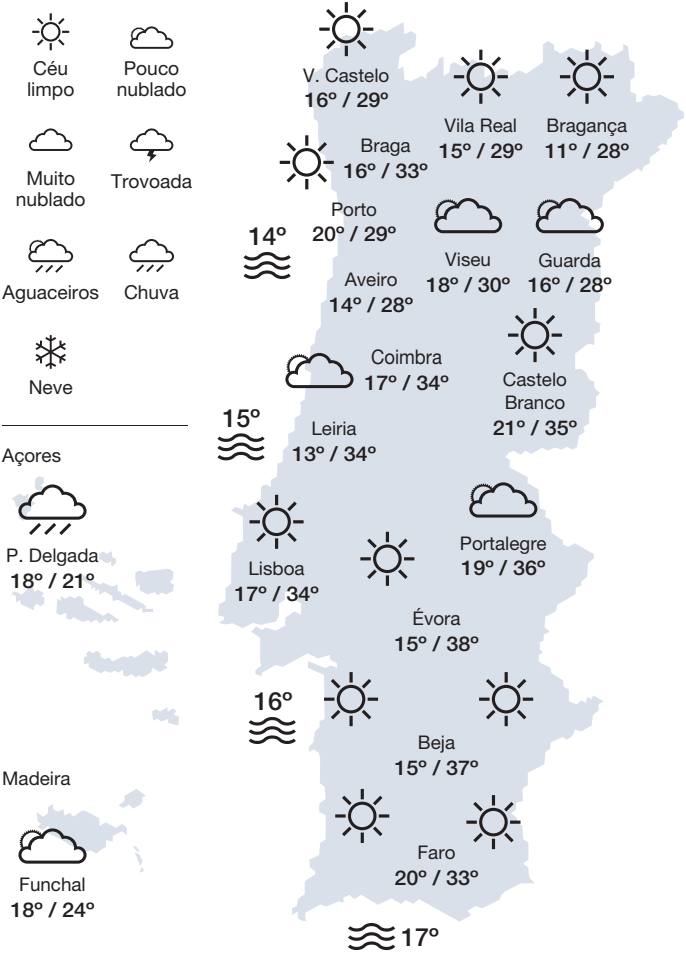 Céu
limpo
Pouco
nublado
Muito
nublado
Trovoada
Aguaceiros
Chuva
Neve
Açores
P. Delgada
18º / 21º
Madeira
Funchal
18º / 24º
V. Castelo
16º / 29º
Vila Real
15º / 29º
Bragança
11º / 28º
Braga
16º / 33º
Porto
20º / 29º
14º
Viseu
18º / 30º
Guarda
16º / 28º
Aveiro
14º / 28º
Coimbra
17º / 34º
Castelo
Branco
21º / 35º
15º
Leiria
13º / 34º
Lisboa
17º / 34º
Portalegre
19º / 36º
Évora
15º / 38º
16º
Beja
15º / 37º
Faro
20º / 33º
17º